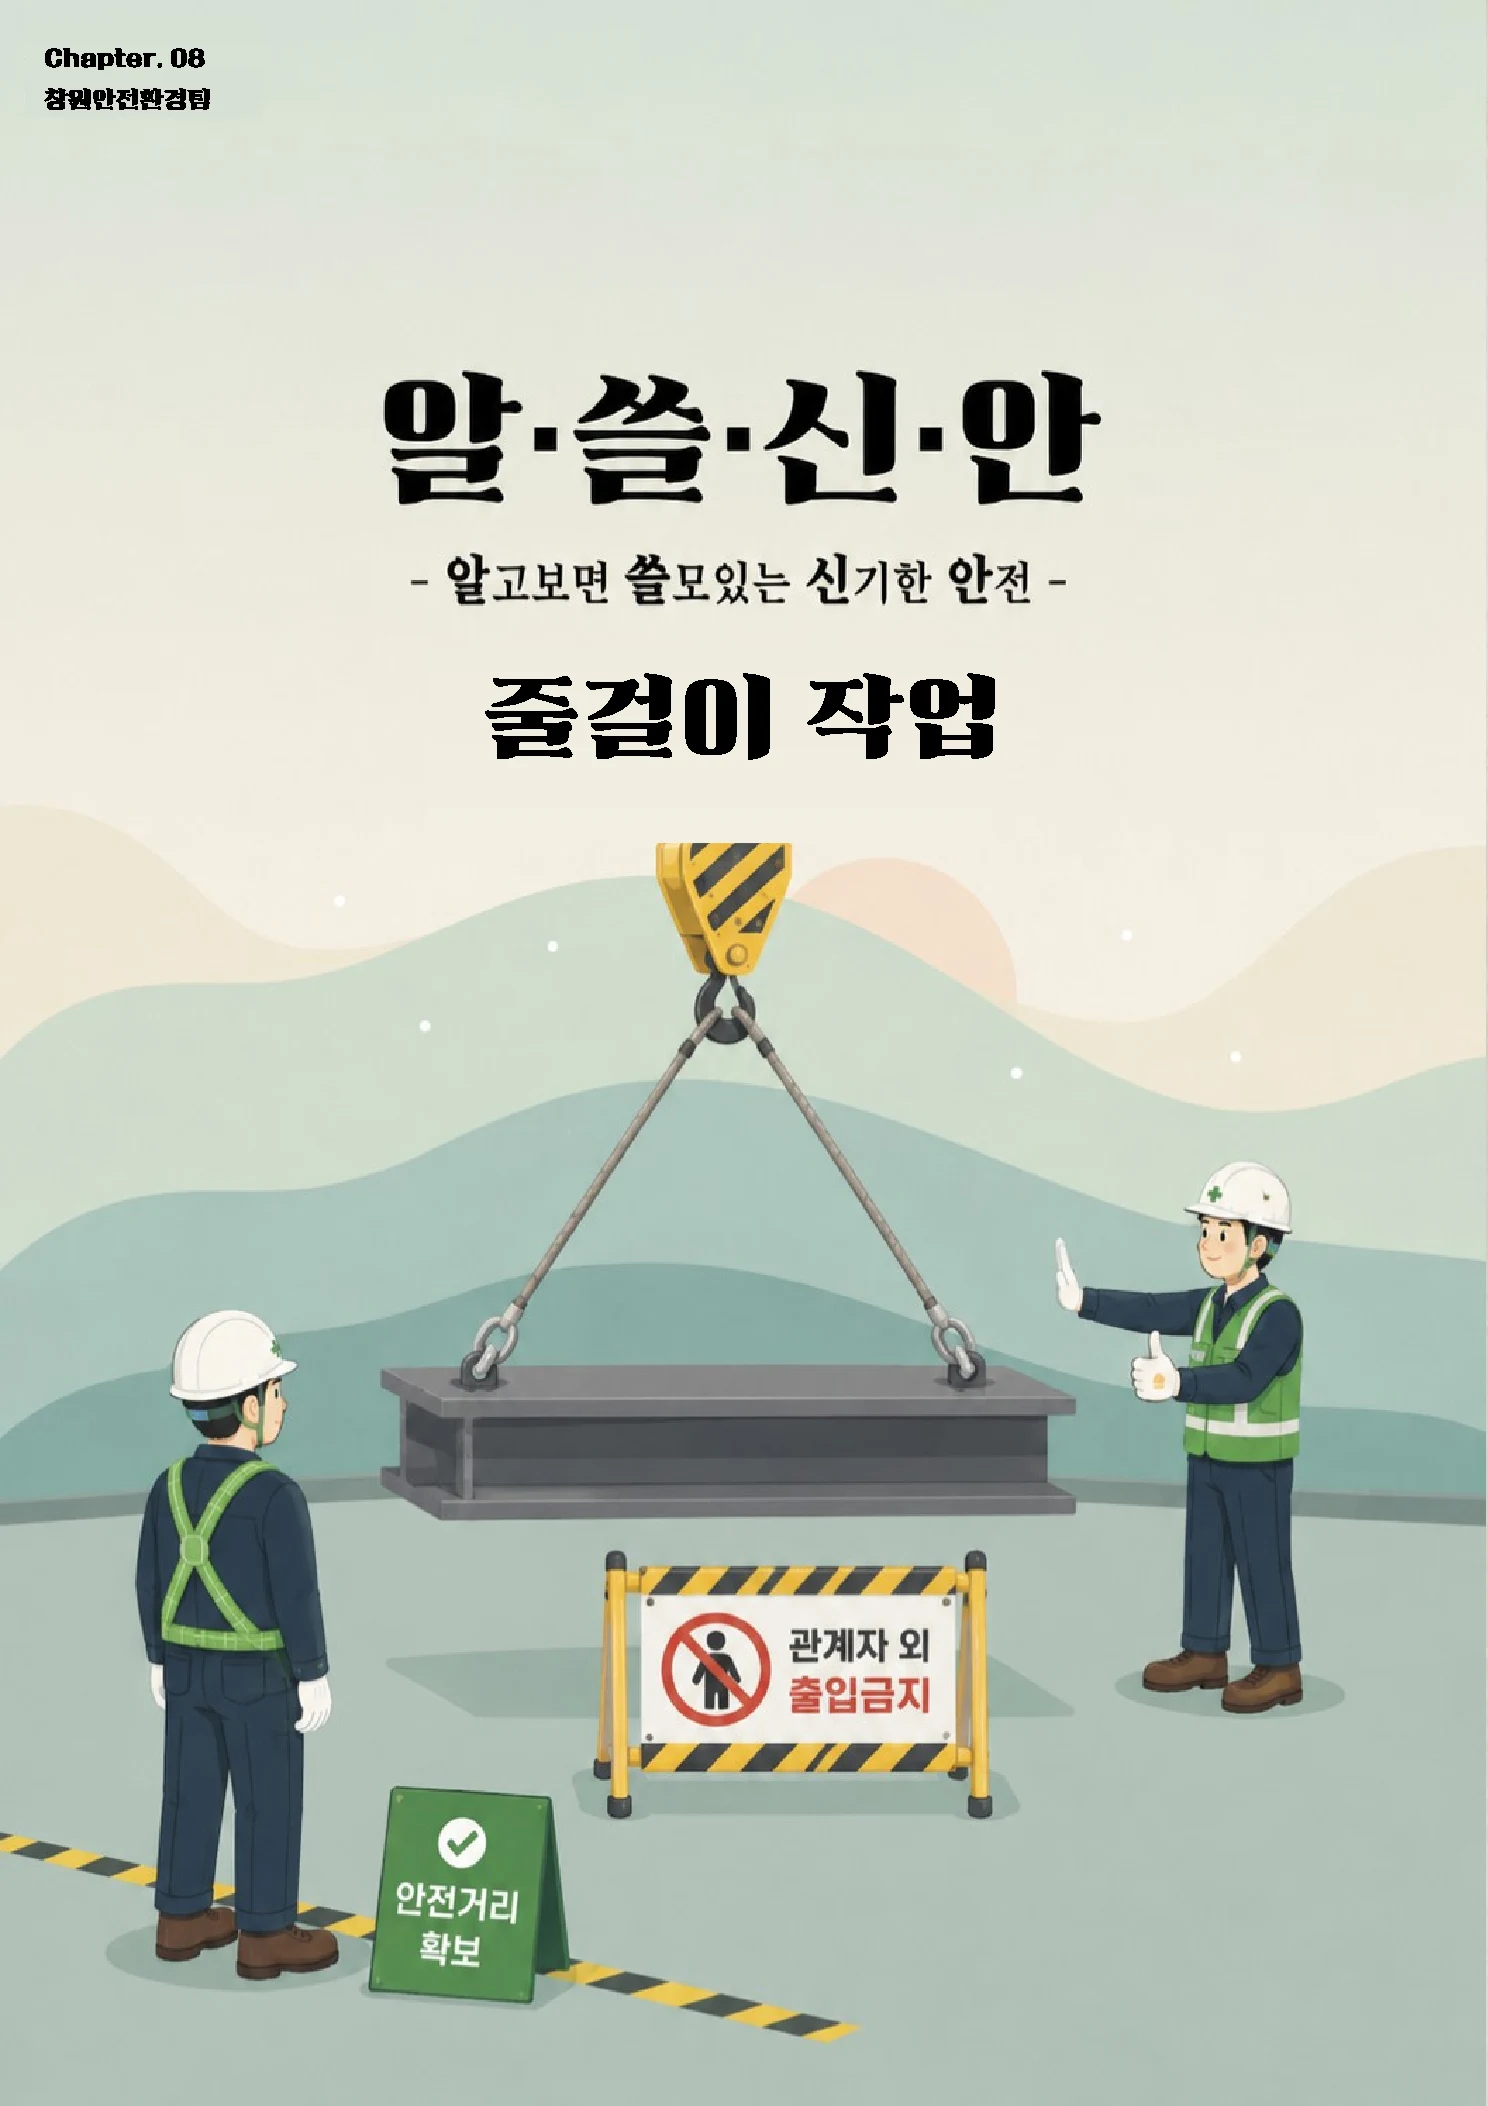 Chapter. 08
창원안전환경팀
알·쓸·신·안
- 알고보면 쓸모있는 신기한 안전 -
줄걸이 작업
관계자 외
출입금지
안전거리
확보